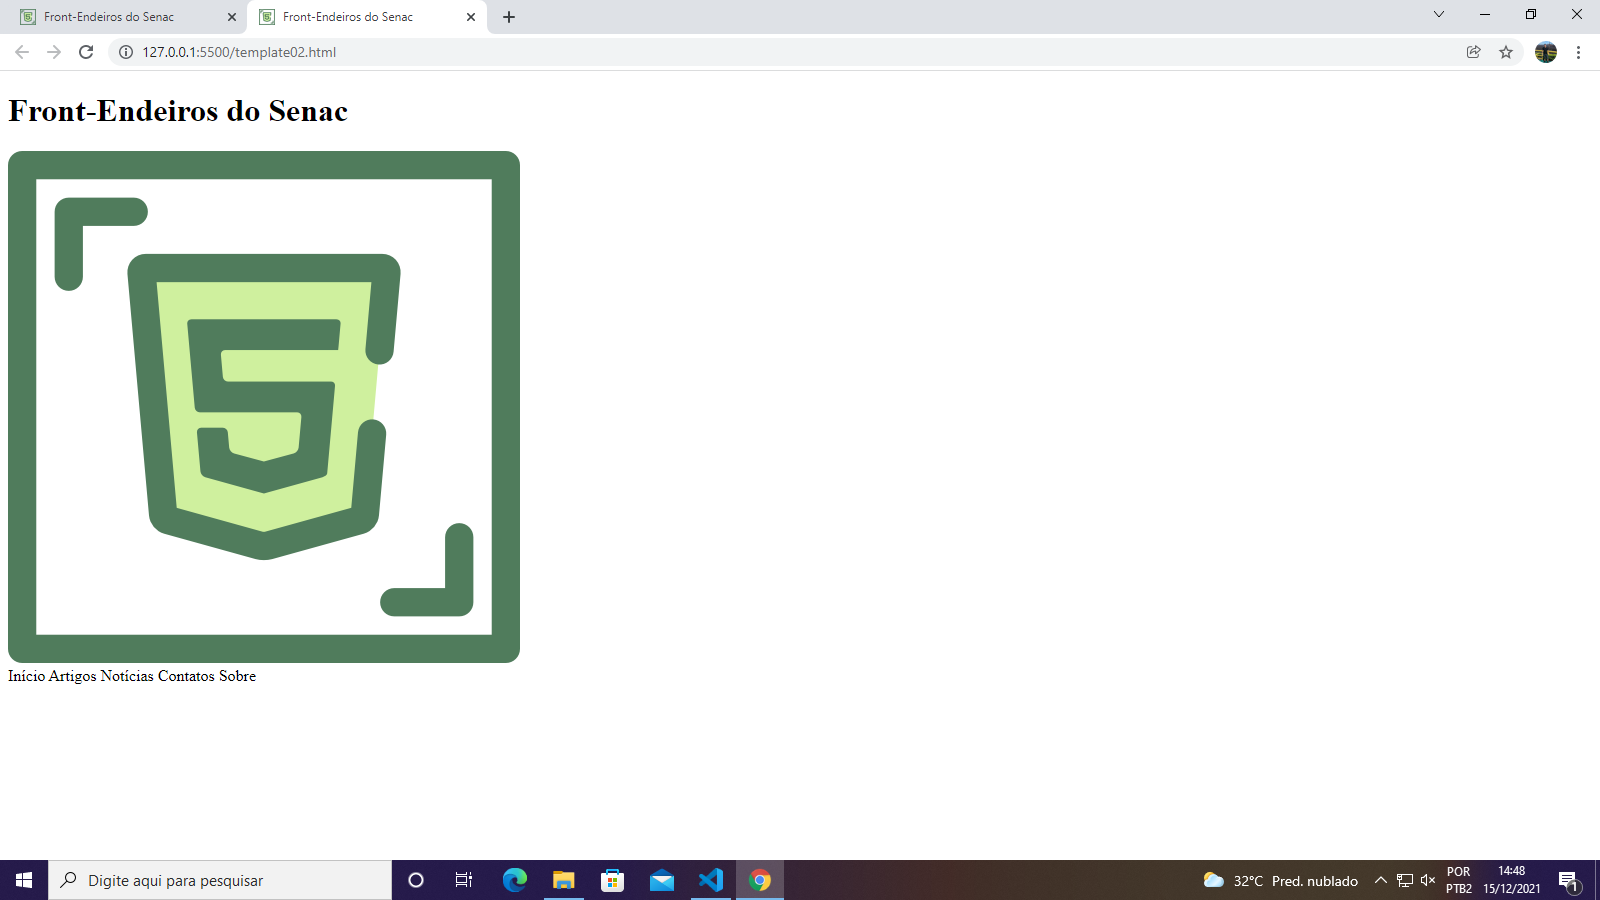 Front-Endeiros do Senac
Front-Endeiros do Senac
127.0.0.1:5500/template02.html
Front-Endeiros do Senac
5
Início Artigos Notícias Contatos Sobre
Digite aqui para pesquisar
32°C Pred. nublado
POR
PTB2
14:48
15/12/2021
1